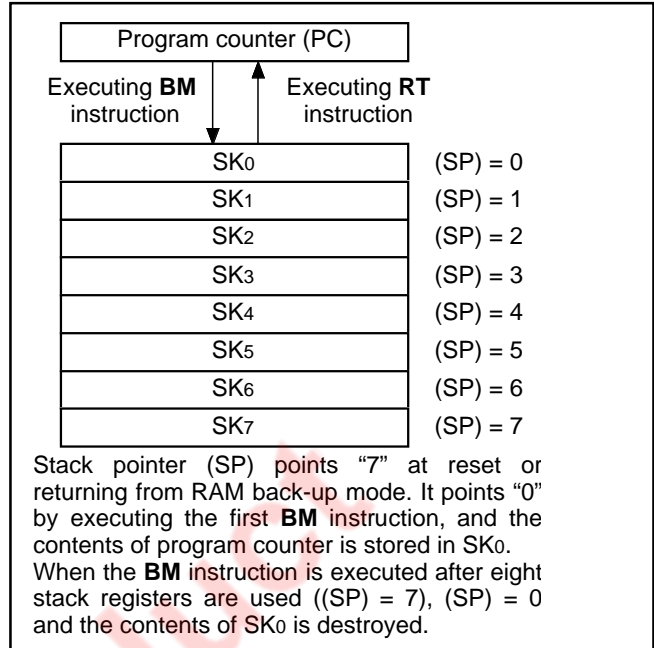 Program counter (PC)
Executing BM
instruction
Executing RT
instruction
SK0 (SP) = 0
SK1 (SP) = 1
SK2 (SP) = 2
SK3 (SP) = 3
SK4 (SP) = 4
SK5 (SP) = 5
SK6 (SP) = 6
SK7 (SP) = 7
Stack pointer (SP) points “7” at reset or
returning from RAM back-up mode. It points “0”
by executing the first BM instruction, and the
contents of program counter is stored in SK0.
When the BM instruction is executed after eight
stack registers are used ((SP) = 7), (SP) = 0
and the contents of SK0 is destroyed.